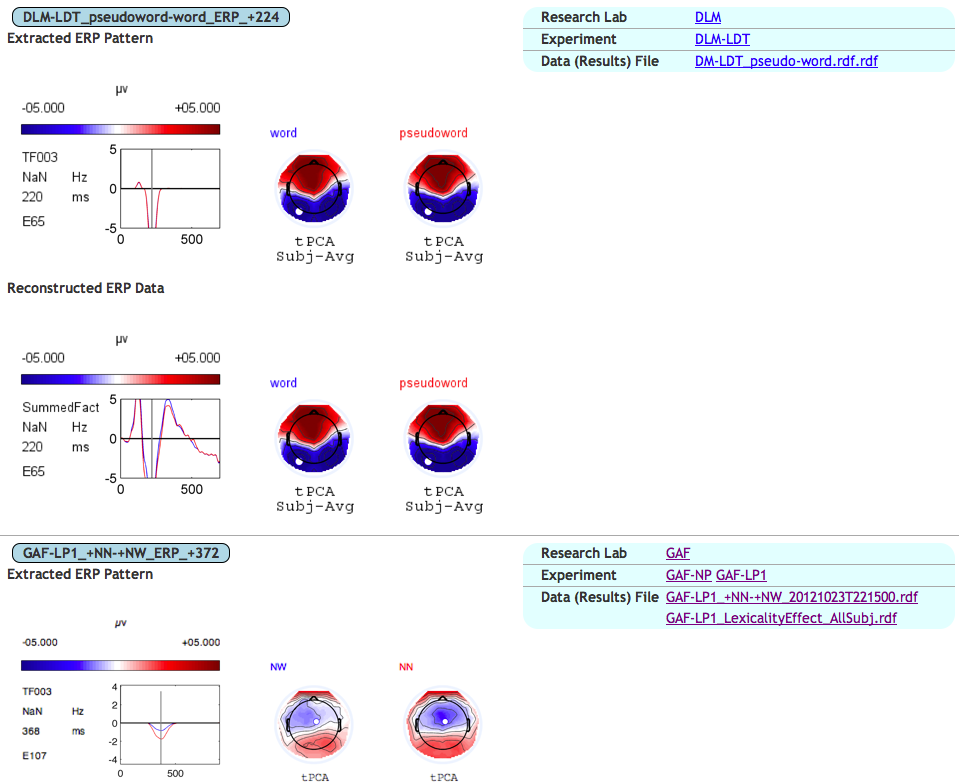 DLM-LDT_pseudoword-word_ERP_+224
Extracted ERP Pattern
Research Lab DLM
Experiment DLM-LDT
Data (Results) File DM-LDT_pseudo-word.rdf.rdf
μv
-05.000 +05.000
word pseudoword
TF003
NaN Hz
220 ms
E65
5
0
-5
0 500
tPCA tPCA
Subj-Avg Subj-Avg
Reconstructed ERP Data
μv
-05.000 +05.000
word pseudoword
SummedFact
NaN Hz
220 ms
E65
5
0
-5
0 500
tPCA tPCA
Subj-Avg Subj-Avg
GAF-LP1_+NN-+NW_ERP_+372
Extracted ERP Pattern
Research Lab GAF
Experiment GAF-NP GAF-LP1
Data (Results) File GAF-LP1_+NN-+NW_20121023T221500.rdf
GAF-LP1_LexicalityEffect_AllSubj.rdf
μv
-05.000 +05.000
NW NN
TF003
NaN Hz
368 ms
E107
4
2
0
-2
-4
0 500
tPCA tPCA